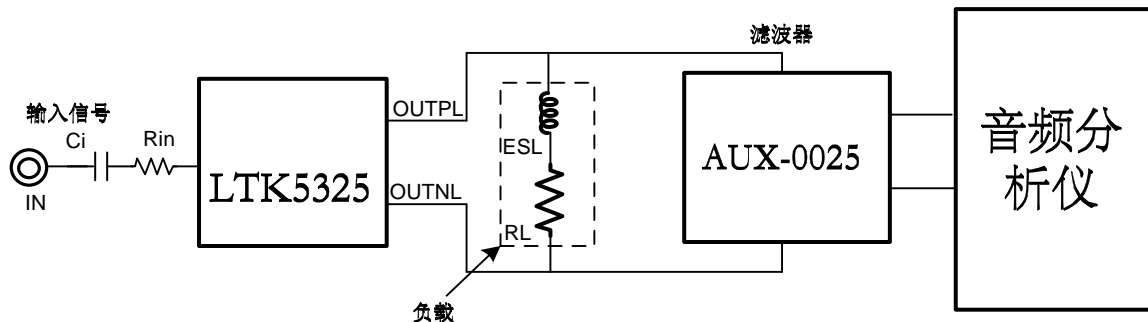 输入信号
Ci
Rin
IN
LTK5325
OUTPL
OUTNL
ESL
RL
负载
滤波器
AUX-0025
音频分
析仪